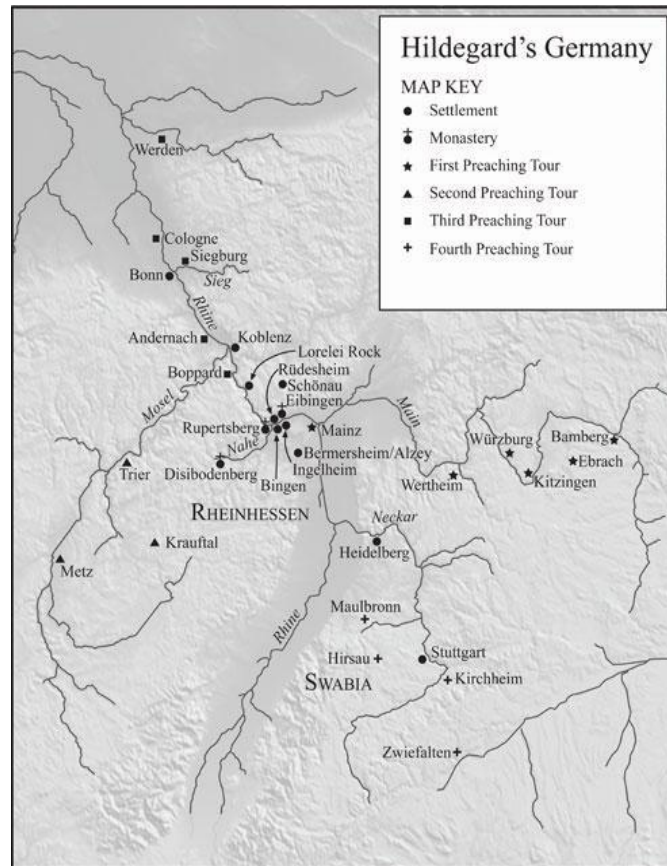 Hildegard's Germany
MAP KEY
Settlement
Monastery
First Preaching Tour
Second Preaching Tour
Third Preaching Tour
Fourth Preaching Tour
Werden
Cologne
Siegburg
Sieg
Bonn
Rhine
Andernach
Koblenz
Boppard
Lorelei Rock
Rüdesheim
Schönau
Eibingen
Mosel
Rupertsberg
Nahe
Mainz
Main
Bermersheim/Alzey
Ingelheim
Bingen
Disibodenberg
Trier
Würzburg
Bamberg
Ebrach
Wertheim
Kitzingen
RHEINHESSEN
Neckar
Krauftal
Metz
Heidelberg
Rhine
Maulbronn
Hirsau
Stuttgart
SWABIA
Kirchheim
Zwiefalten